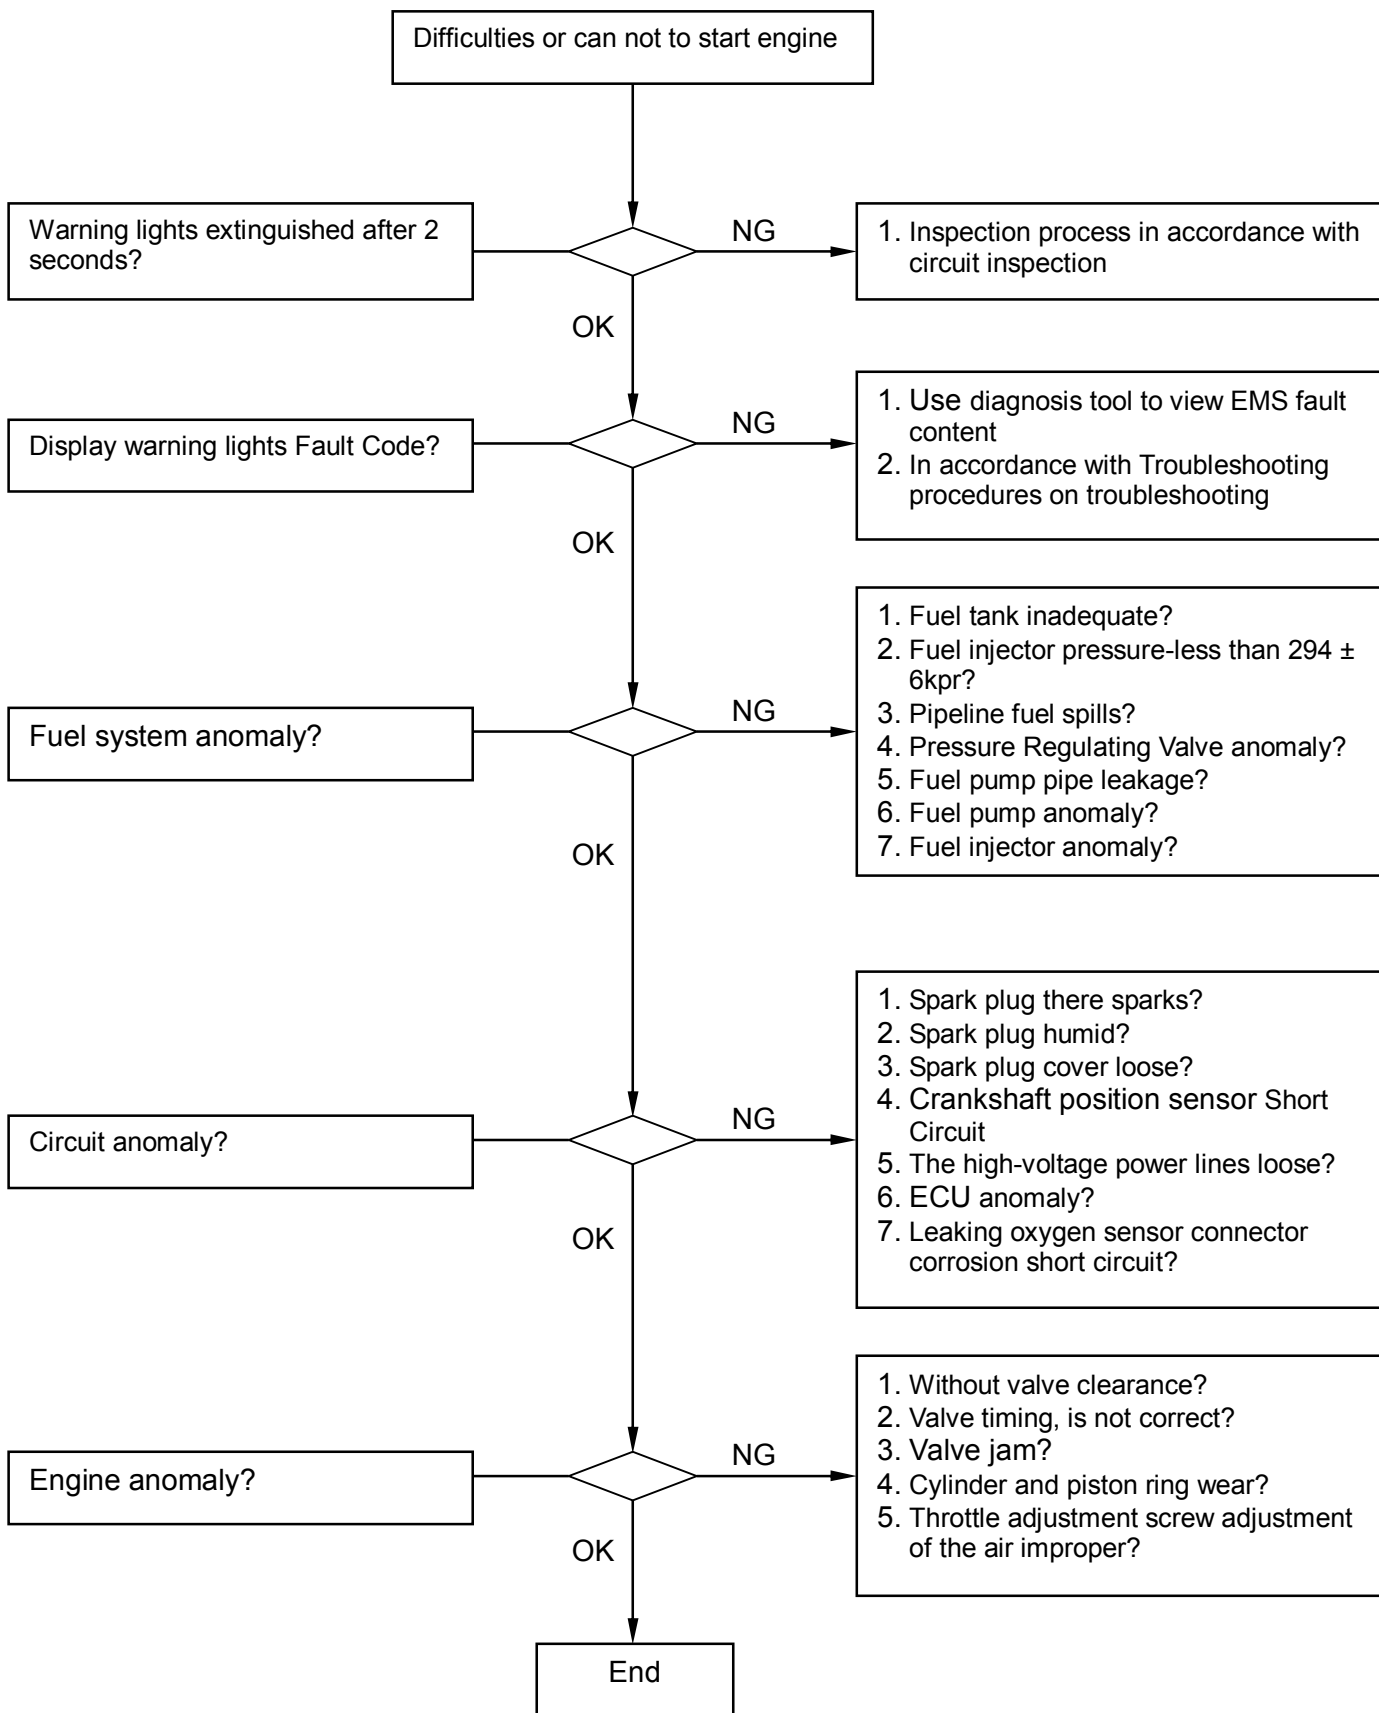 Difficulties or can not to start engine
Warning lights extinguished after 2
seconds?
NG
1. Inspection process in accordance with
circuit inspection
OK
Display warning lights Fault Code?
NG
1. Use diagnosis tool to view EMS fault
content
2. In accordance with Troubleshooting
procedures on troubleshooting
OK
Fuel system anomaly?
NG
1. Fuel tank inadequate?
2. Fuel injector pressure-less than 294 ±
6kpr?
3. Pipeline fuel spills?
4. Pressure Regulating Valve anomaly?
5. Fuel pump pipe leakage?
6. Fuel pump anomaly?
7. Fuel injector anomaly?
OK
Circuit anomaly?
NG
1. Spark plug there sparks?
2. Spark plug humid?
3. Spark plug cover loose?
4. Crankshaft position sensor Short
Circuit
5. The high-voltage power lines loose?
6. ECU anomaly?
7. Leaking oxygen sensor connector
corrosion short circuit?
OK
Engine anomaly?
NG
1. Without valve clearance?
2. Valve timing, is not correct?
3. Valve jam?
4. Cylinder and piston ring wear?
5. Throttle adjustment screw adjustment
of the air improper?
OK
End